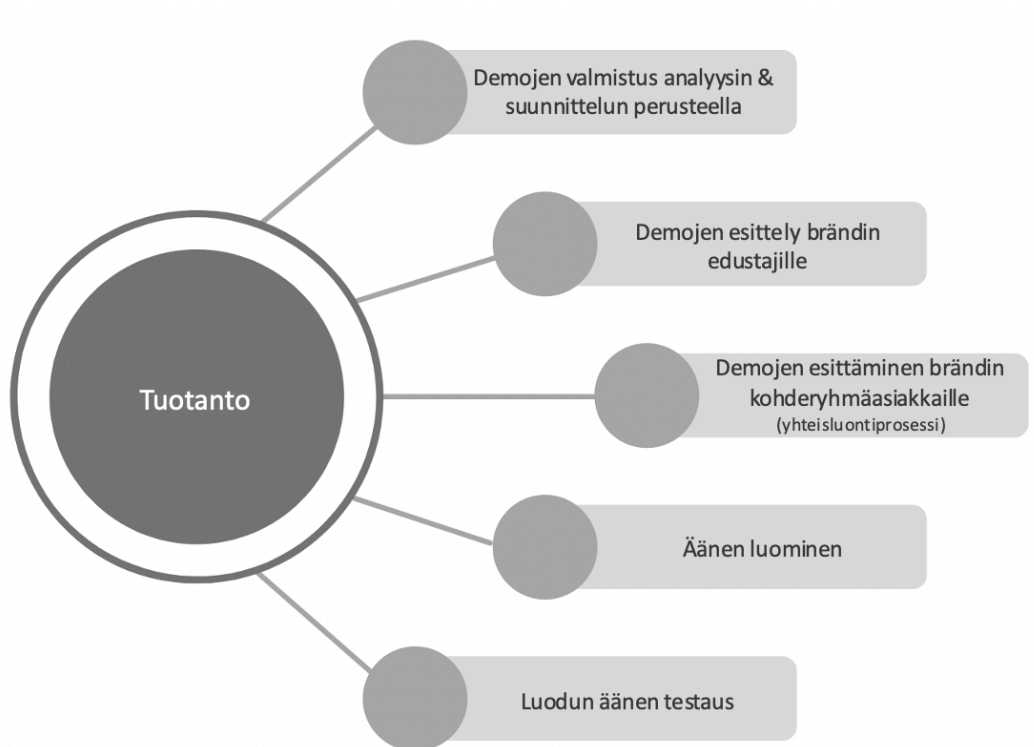 Demojen valmistus analyysin &
suunnittelun perusteella
Demojen esittely brändin
edustajille
Demojen esittäminen brändin
kohderyhmäasiakkaille
(yhteisluontiprosessi)
Tuotanto
Äänen luominen
Luodun äänen testaus